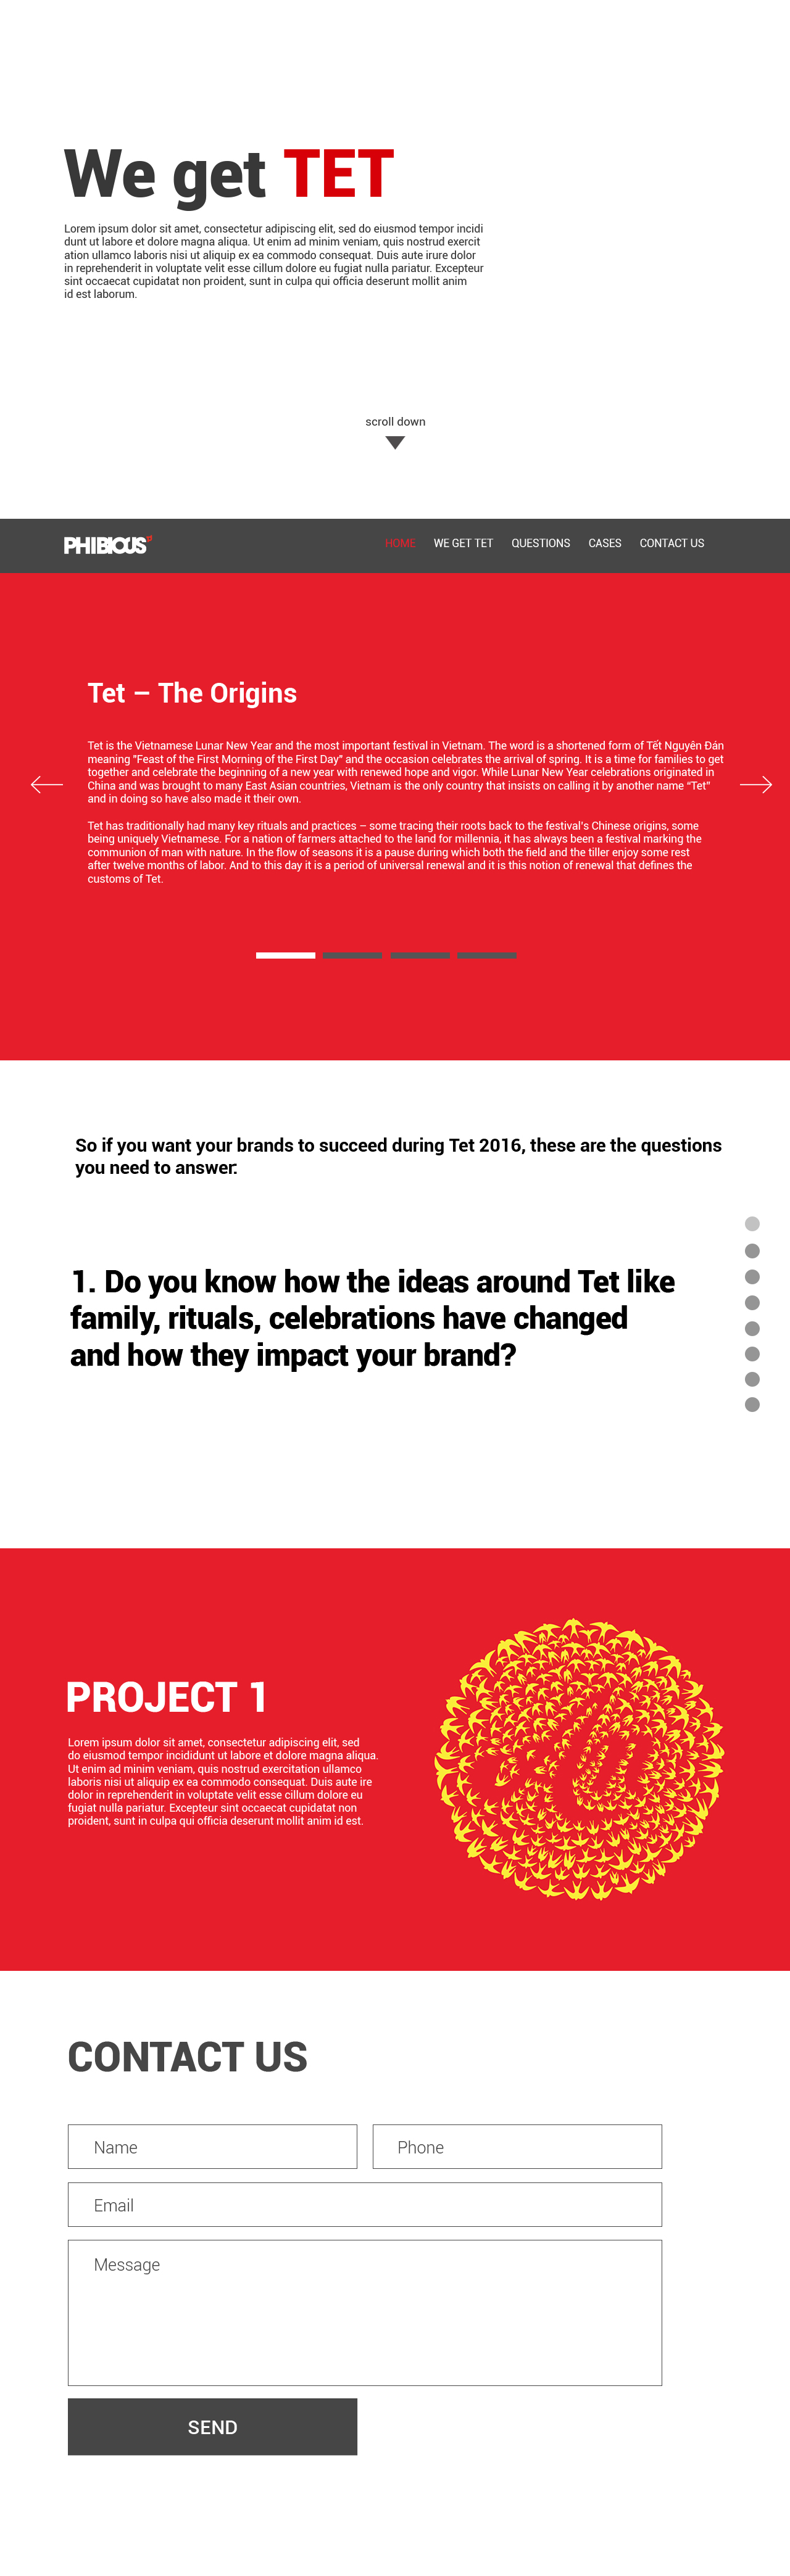 We get TET
Lorem ipsum dolor sit amet, consectetur adipiscing elit, sed do eiusmod tempor incidi
dunt ut labore et dolore magna aliqua. Ut enim ad minim veniam, quis nostrud exercit
ation ullamco laboris nisi ut aliquip ex ea commodo consequat. Duis aute irure dolor
in reprehenderit in voluptate velit esse cillum dolore eu fugiat nulla pariatur. Excepteur
sint occaecat cupidatat non proident, sunt in culpa qui officia deserunt mollit anim
id est laborum.
scroll down
PHIBIOUS
HOME WE GET TET QUESTIONS CASES CONTACT US
Tet – The Origins
Tet is the Vietnamese Lunar New Year and the most important festival in Vietnam. The word is a shortened form of Tết Nguyên Đán
meaning "Feast of the First Morning of the First Day" and the occasion celebrates the arrival of spring. It is a time for families to get
together and celebrate the beginning of a new year with renewed hope and vigor. While Lunar New Year celebrations originated in
China and was brought to many East Asian countries, Vietnam is the only country that insists on calling it by another name "Tet"
and in doing so have also made it their own.
Tet has traditionally had many key rituals and practices – some tracing their roots back to the festival's Chinese origins, some
being uniquely Vietnamese. For a nation of farmers attached to the land for millennia, it has always been a festival marking the
communion of man with nature. In the flow of seasons it is a pause during which both the field and the tiller enjoy some rest
after twelve months of labor. And to this day it is a period of universal renewal and it is this notion of renewal that defines the
customs of Tet.
So if you want your brands to succeed during Tet 2016, these are the questions
you need to answer:
1. Do you know how the ideas around Tet like
family, rituals, celebrations have changed
and how they impact your brand?
PROJECT 1
Lorem ipsum dolor sit amet, consectetur adipiscing elit, sed
do eiusmod tempor incididunt ut labore et dolore magna aliqua.
Ut enim ad minim veniam, quis nostrud exercitation ullamco
laboris nisi ut aliquip ex ea commodo consequat. Duis aute ire
dolor in reprehenderit in voluptate velit esse cillum dolore eu
fugiat nulla pariatur. Excepteur sint occaecat cupidatat non
proident, sunt in culpa qui officia deserunt mollit anim id est.
CONTACT US
Name
Phone
Email
Message
SEND